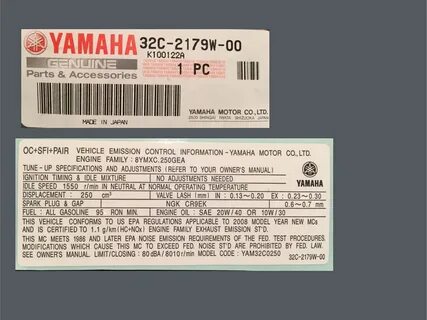 YAMAHA 32C-2179W-00
K100122A
GENUINE
Parts & Accessories
1 PC
MADE IN JAPAN
YAMAHA MOTOR CO.,LTD.
2500 SHINGAI IWATA SHIZUOKA JAPAN
OC+SFI+PAIR VEHICLE EMISSION CONTROL INFORMATION-YAMAHA MOTOR CO.,LTD.
ENGINE FAMILY : 8YMXC.250GEA
TUNE-UP SPECIFICATIONS AND ADJUSTMENTS (REFER TO YOUR OWNER'S MANUAL)
IGNITION TIMING & IDLE MIXTURE NO ADJUSTMENTS NEEDED
IDLE SPEED 1550 r/min IN NEUTRAL AT NORMAL OPERATING TEMPERATURE
DISPLACEMENT : 250 cm³ VALVE LASH (mm) IN : 0.13~0.20 EX : 0.23~0.30
SPARK PLUG & GAP NGK CR9EK 0.6~0.7 mm
FUEL : ALL GASOLINE 95 RON MIN. ENGINE OIL : SAE 20W/40 OR 10W/30
THIS VEHICLE CONFORMS TO US EPA REGULATIONS APPLICABLE TO 2008 MODEL YEAR NEW MCs
AND IS CERTIFIED TO 1.1 g/km(HC+NOx) ENGINE FAMILY EXHAUST EMISSION ST'D.
THIS MC MEETS 1986 AND LATER EPA NOISE EMISSION REQUIREMENTS OF THE FED. TEST PROCEDURES.
MODIFICATIONS WHICH CAUSE THIS MC TO EXCEED FED. NOISE ST'D ARE PROHIBITED BY FED. LAW.
SEE OWNER'S MANUAL. CLOSING LIMIT : 80dBA/8010r/min MODEL CODE : YAM32C0250
YAMAHA
32C-2179W-00